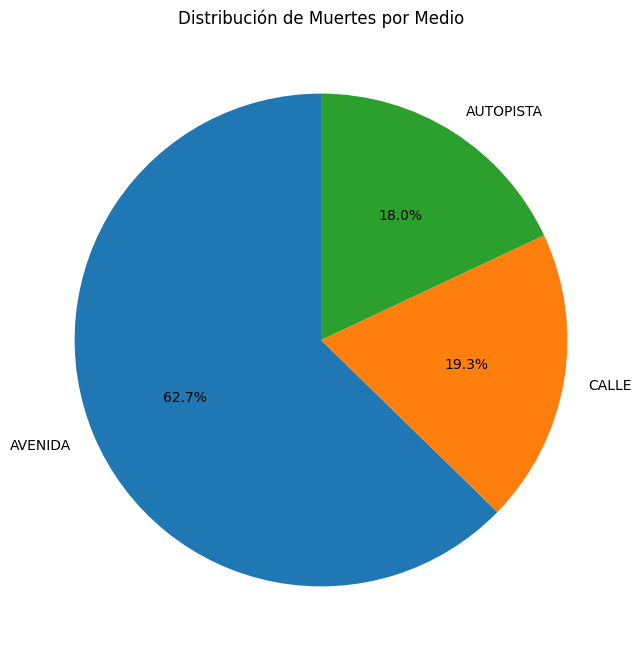 Distribución de Muertes por Medio
AUTOPISTA
18.0%
19.3%
CALLE
62.7%
AVENIDA